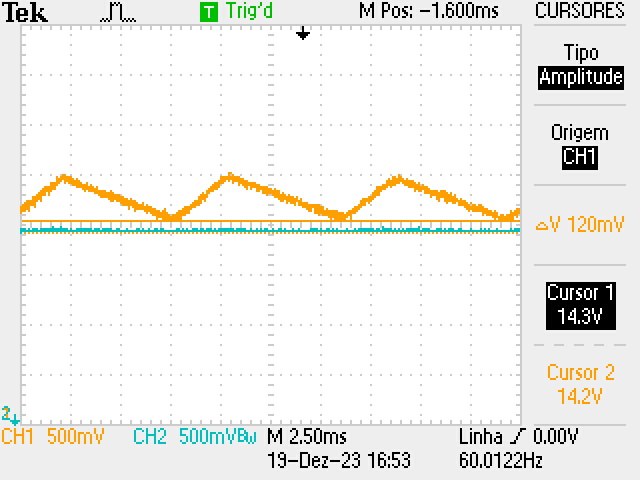 Tek T Trig'd M Pos: -1.600ms CURSORES
Tipo
Amplitude
Origem
CH1
△V 120mV
Cursor 1
14.3V
Cursor 2
14.2V
2
CH1 500mV CH2 500mVBw M 2.50ms Linha 0.00V
19-Dez-23 16:53 60.0122Hz